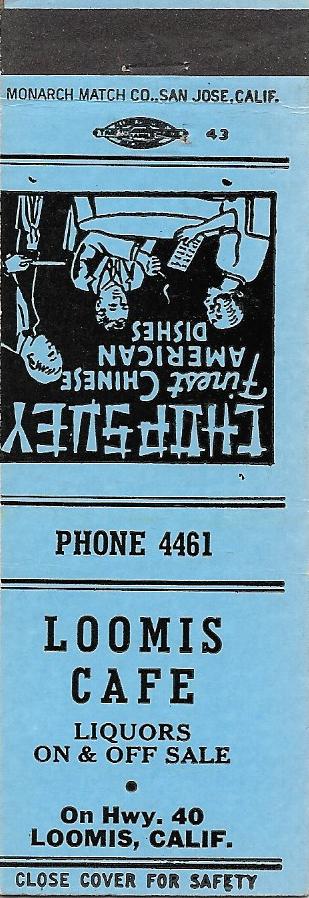 MONARCH MATCH CO., SAN JOSE, CALIF.
43
CHOP SUEY
Finest CHINESE
AMERICAN
DISHES
PHONE 4461
LOOMIS
CAFE
LIQUORS
ON & OFF SALE
On Hwy. 40
LOOMIS, CALIF.
CLOSE COVER FOR SAFETY